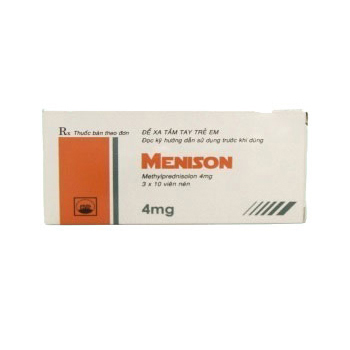 Rx Thuốc bán theo đơn
ĐỂ XA TẦM TAY TRẺ EM
Đọc kỹ hướng dẫn sử dụng trước khi dùng
MENISON
Methylprednisolon 4mg
3 x 10 viên nén
4mg